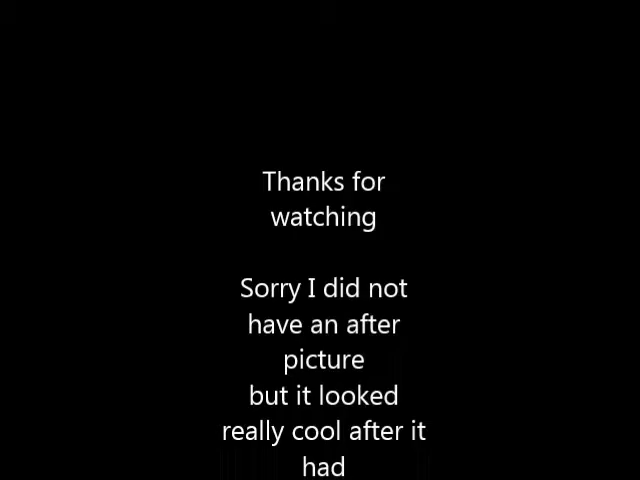 Thanks for
watching
Sorry I did not
have an after
picture
but it looked
really cool after it
had